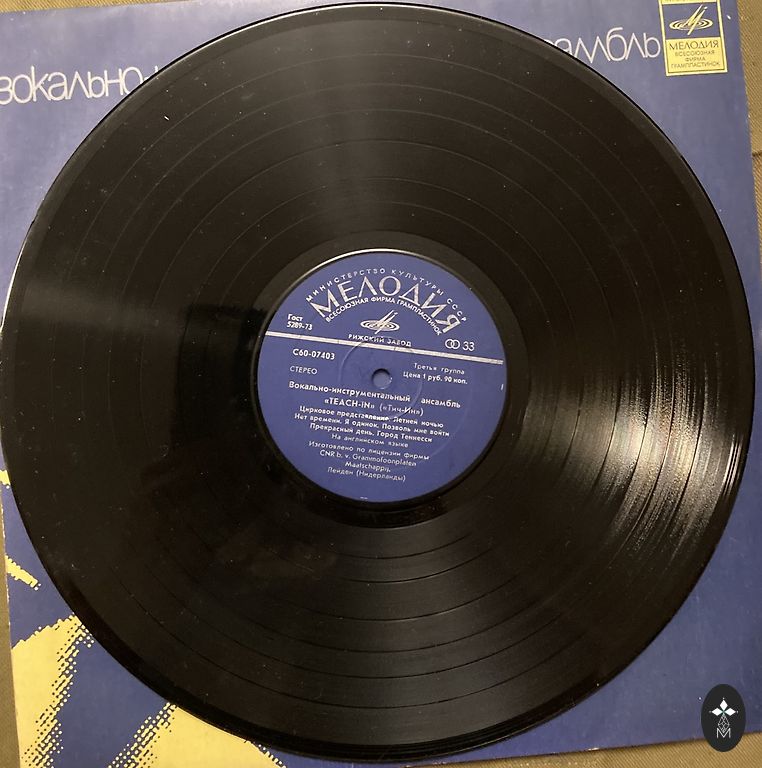 вокально-
самбль
МЕЛОДИЯ
ВСЕСОЮЗНАЯ
ФИРМА
ГРАМПЛАСТИНОК
МИНИСТЕРСТВО КУЛЬТУРЫ СССР
МЕЛОДИЯ
ВСЕСОЮЗНАЯ ФИРМА ГРАМПЛАСТИНОК
Гост
5289-73
РИЖСКИЙ ЗАВОД
33
С60-07403
Третья группа
СТЕРЕО
Цена 1 руб. 90 коп.
Вокально-инструментальный ансамбль
«TEACH-IN» («Тич-Ин»)
Цирковое представление. Летней ночью
Нет времени. Я одинок. Позволь мне войти
Прекрасный день. Город Теннесси
На английском языке
Изготовлено по лицензии фирмы
CNR b. v. Grammofoonplaten
Maatschappij,
Лейден (Нидерланды)
M